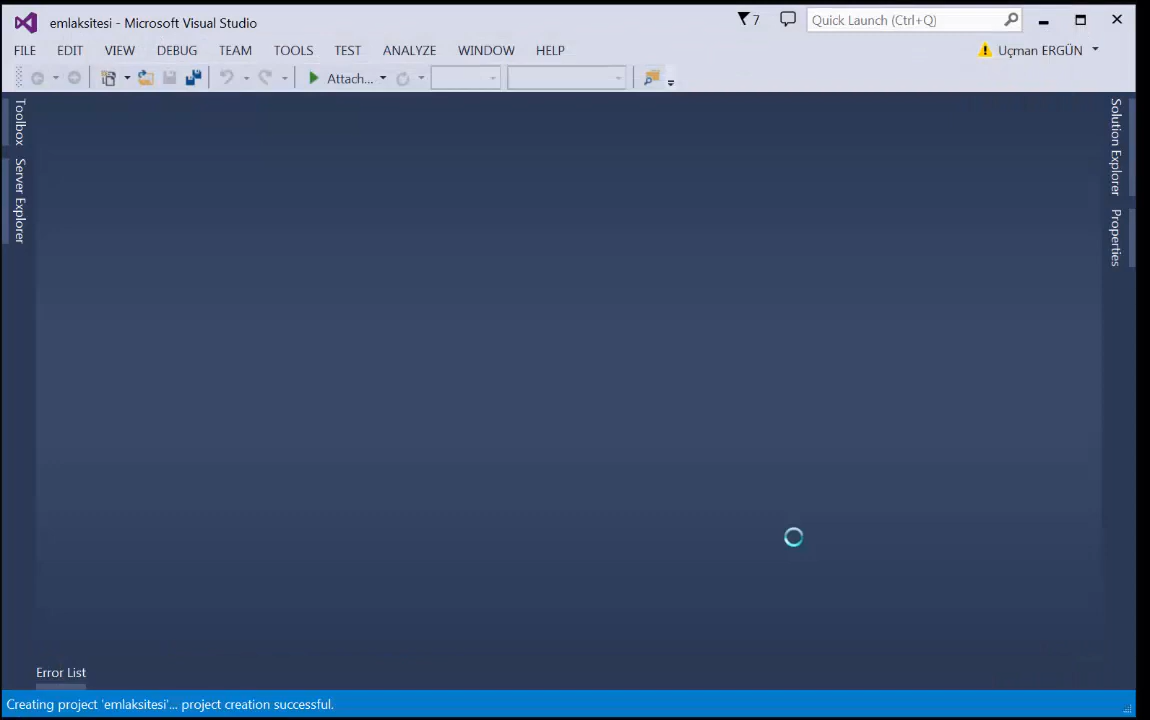 emlaksitesi - Microsoft Visual Studio
7
Quick Launch (Ctrl+Q)
FILE EDIT VIEW DEBUG TEAM TOOLS TEST ANALYZE WINDOW HELP
Uçman ERGÜN
Attach...
Toolbox
Server Explorer
Solution Explorer
Properties
Error List
Creating project 'emlaksitesi'... project creation successful.